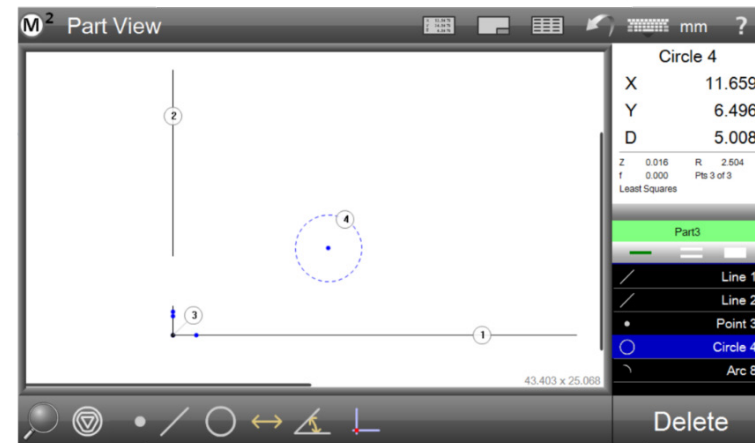 M² Part View
mm ?
Circle 4
X 11.659
Y 6.496
D 5.008
Z 0.016 R 2.504
f 0.000 Pts 3 of 3
Least Squares
Part3
Line 1
Line 2
Point 3
Circle 4
Arc 8
2
4
3
1
43.403 x 25.068
Delete